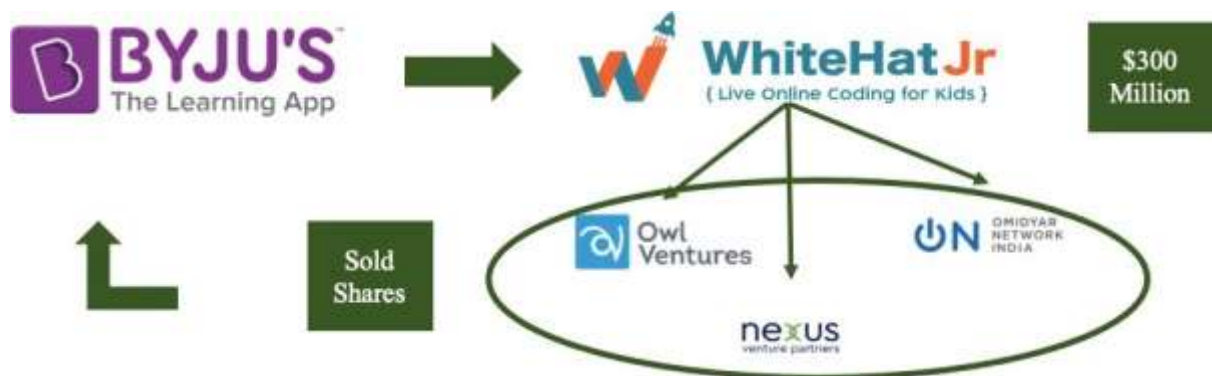 BYJU'S
The Learning App
WhiteHat Jr
{ Live Online Coding for Kids }
$300
Million
Sold
Shares
Owl
Ventures
ON
OMIDYAR
NETWORK
INDIA
nexus
venture partners